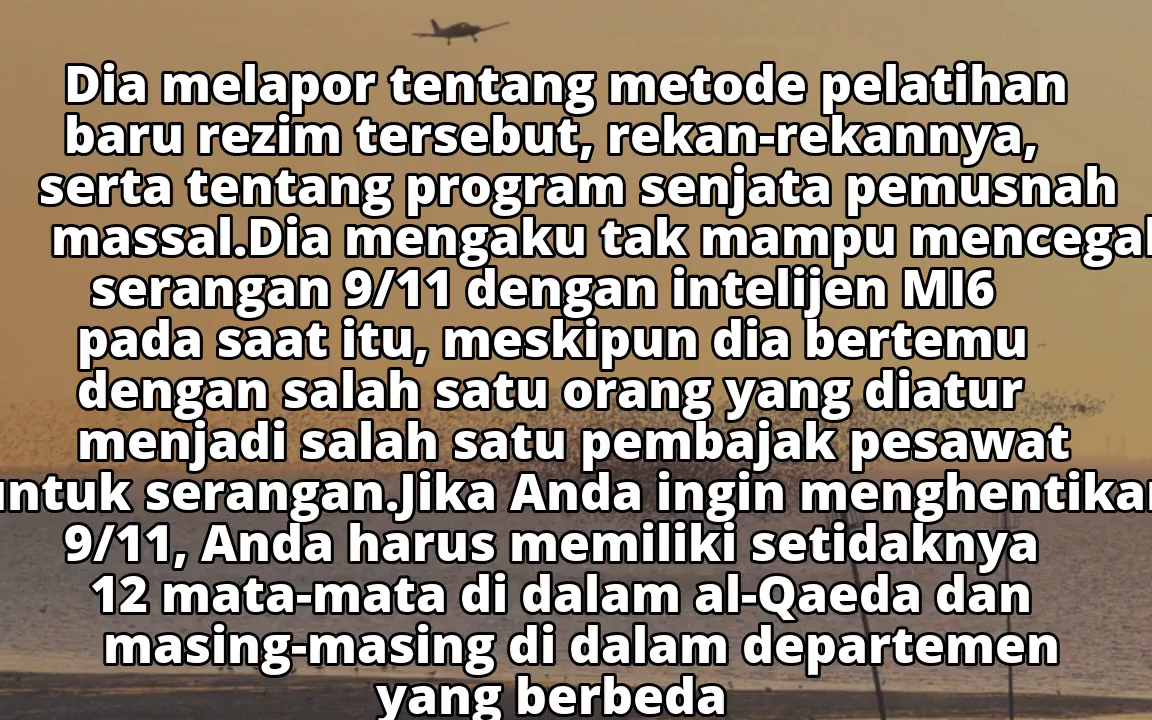 Dia melapor tentang metode pelatihan
baru rezim tersebut, rekan-rekannya,
serta tentang program senjata pemusnah
massal.Dia mengaku tak mampu mencegah
serangan 9/11 dengan intelijen MI6
pada saat itu, meskipun dia bertemu
dengan salah satu orang yang diatur
menjadi salah satu pembajak pesawat
untuk serangan.Jika Anda ingin menghentikan
9/11, Anda harus memiliki setidaknya
12 mata-mata di dalam al-Qaeda dan
masing-masing di dalam departemen
yang berbeda